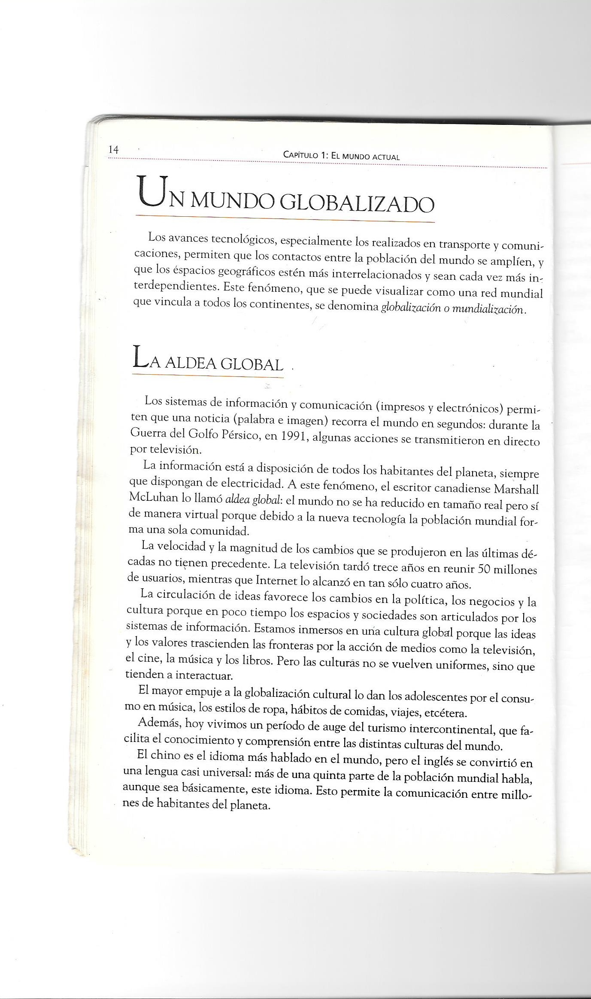 14
CAPÍTULO 1: EL MUNDO ACTUAL
UN MUNDO GLOBALIZADO
Los avances tecnológicos, especialmente los realizados en transporte y comuni-
caciones, permiten que los contactos entre la población del mundo se amplíen, y
que los espacios geográficos estén más interrelacionados y sean cada vez más in-
terdependientes. Este fenómeno, que se puede visualizar como una red mundial
que vincula a todos los continentes, se denomina globalización o mundialización.
LA ALDEA GLOBAL
Los sistemas de información y comunicación (impresos y electrónicos) permi-
ten que una noticia (palabra e imagen) recorra el mundo en segundos: durante la
Guerra del Golfo Pérsico, en 1991, algunas acciones se transmitieron en directo
por televisión.
La información está a disposición de todos los habitantes del planeta, siempre
que dispongan de electricidad. A este fenómeno, el escritor canadiense Marshall
McLuhan lo llamó aldea global: el mundo no se ha reducido en tamaño real pero sí
de manera virtual porque debido a la nueva tecnología la población mundial for-
ma una sola comunidad.
La velocidad y la magnitud de los cambios que se produjeron en las últimas dé-
cadas no tienen precedente. La televisión tardó trece años en reunir 50 millones
de usuarios, mientras que Internet lo alcanzó en tan sólo cuatro años.
La circulación de ideas favorece los cambios en la política, los negocios y la
cultura porque en poco tiempo los espacios y sociedades son articulados por los
sistemas de información. Estamos inmersos en una cultura global porque las ideas
y los valores trascienden las fronteras por la acción de medios como la televisión,
el cine, la música y los libros. Pero las culturas no se vuelven uniformes, sino que
tienden a interactuar.
El mayor empuje a la globalización cultural lo dan los adolescentes por el consu-
mo en música, los estilos de ropa, hábitos de comidas, viajes, etcétera.
Además, hoy vivimos un período de auge del turismo intercontinental, que fa-
cilita el conocimiento y comprensión entre las distintas culturas del mundo.
El chino es el idioma más hablado en el mundo, pero el inglés se convirtió en
una lengua casi universal: más de una quinta parte de la población mundial habla,
aunque sea básicamente, este idioma. Esto permite la comunicación entre millo-
nes de habitantes del planeta.